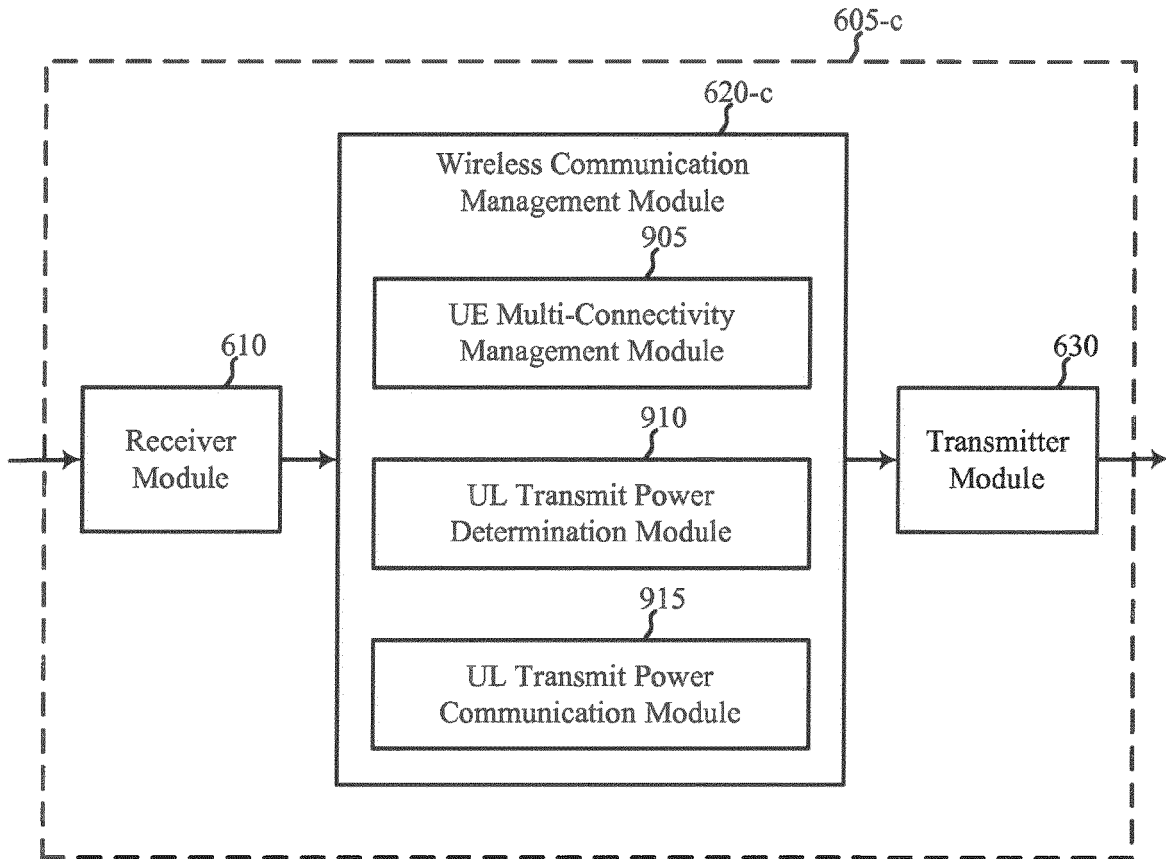 605-c
620-c
Wireless Communication
Management Module
905
UE Multi-Connectivity
Management Module
610
Receiver
Module
910
UL Transmit Power
Determination Module
630
Transmitter
Module
915
UL Transmit Power
Communication Module